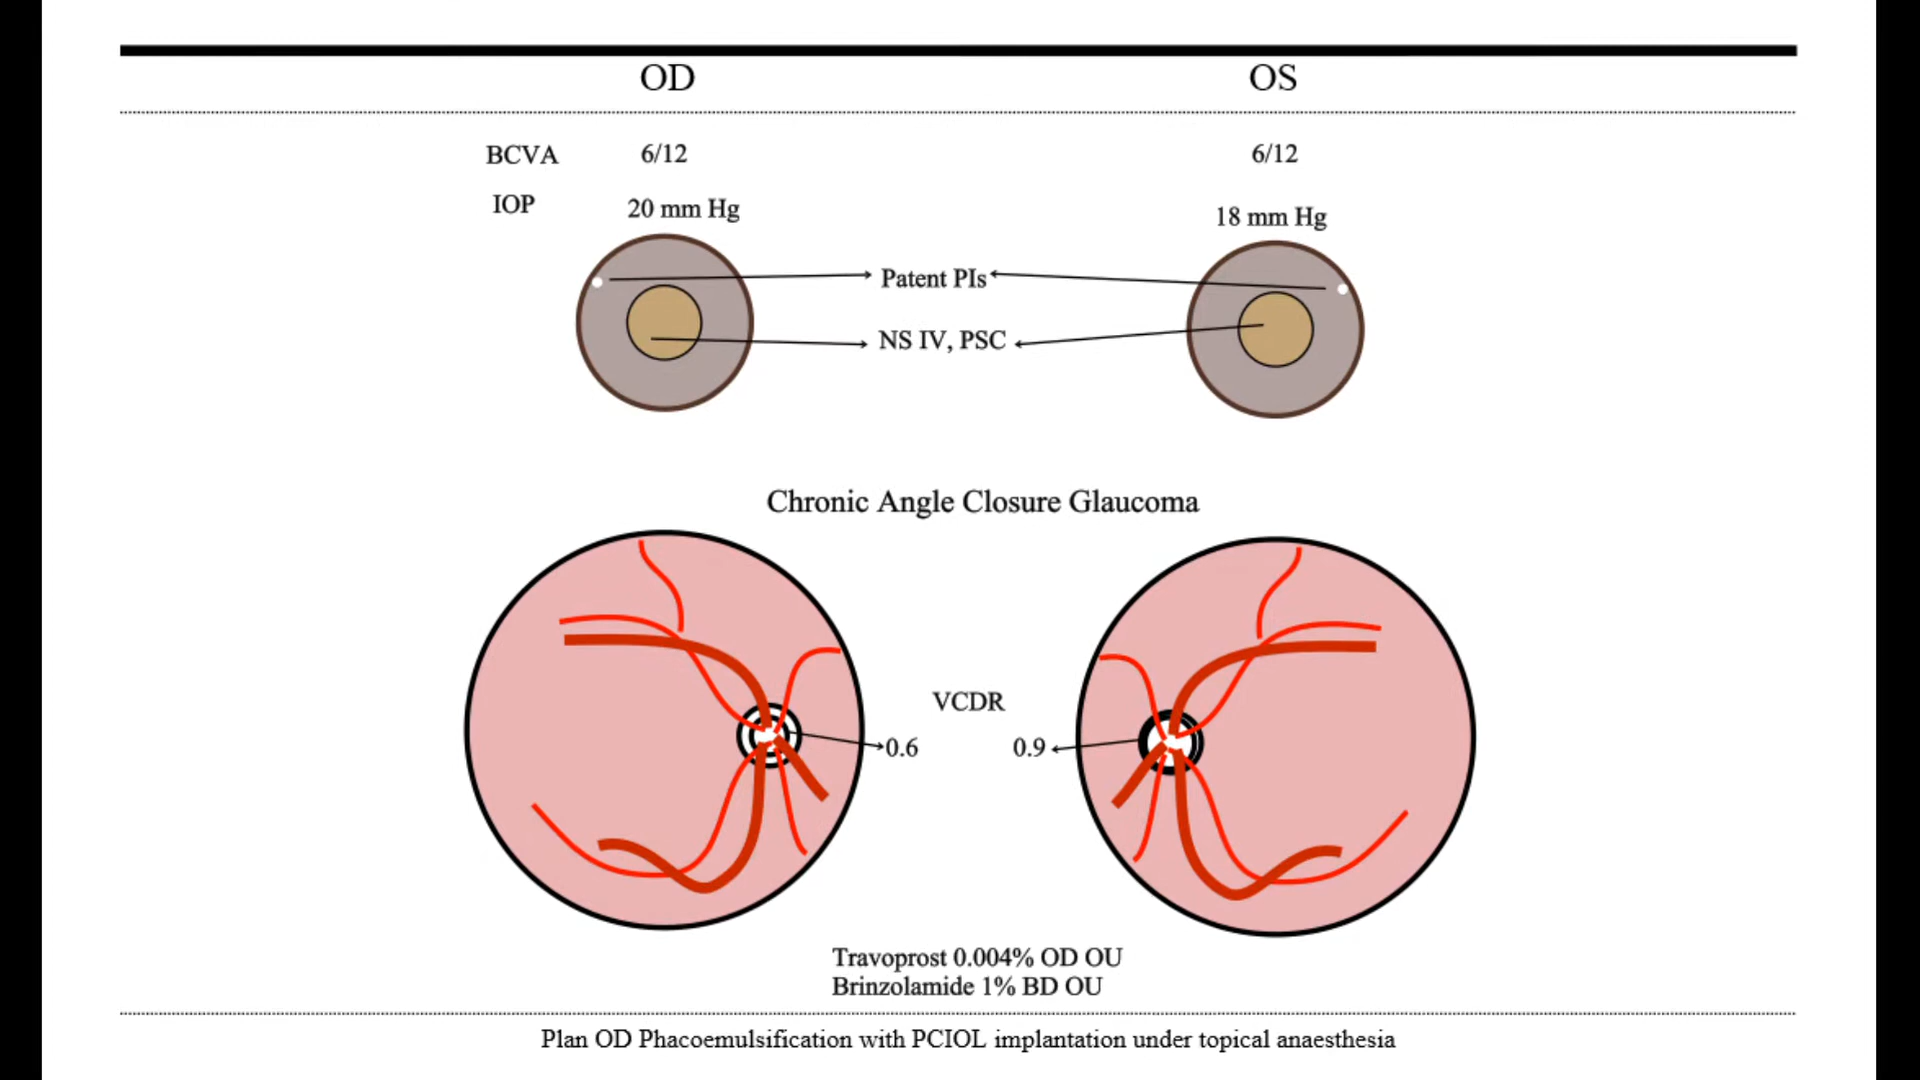 OD OS
BCVA 6/12 6/12
IOP 20 mm Hg 18 mm Hg
Patent PIs
NS IV, PSC
Chronic Angle Closure Glaucoma
VCDR
0.6 0.9
Travoprost 0.004% OD OU
Brinzolamide 1% BD OU
Plan OD Phacoemulsification with PCIOL implantation under topical anaesthesia